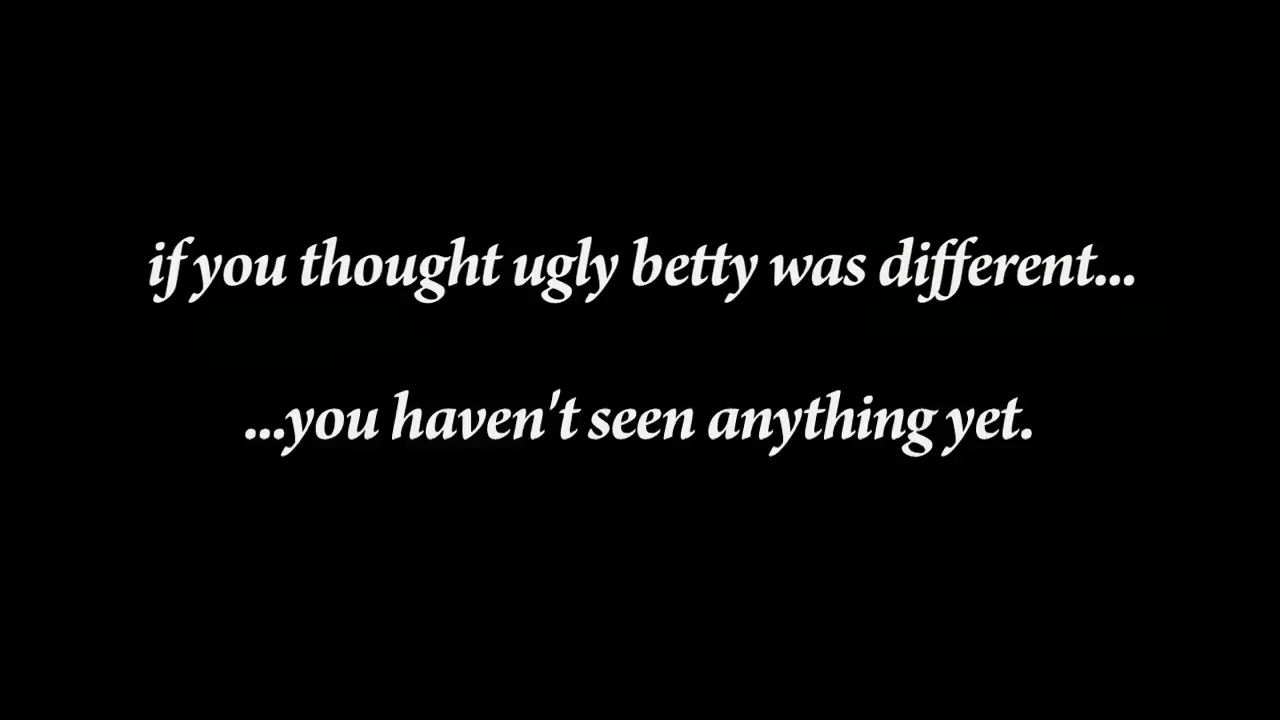 if you thought ugly betty was different...
...you haven't seen anything yet.